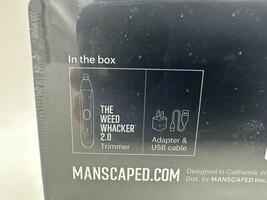 In the box
THE
WEED
WHACKER
2.0
Trimmer
Adapter &
USB cable
MANSCAPED.COM
Designed in California,
Dist. by MANSCAPED Inc.